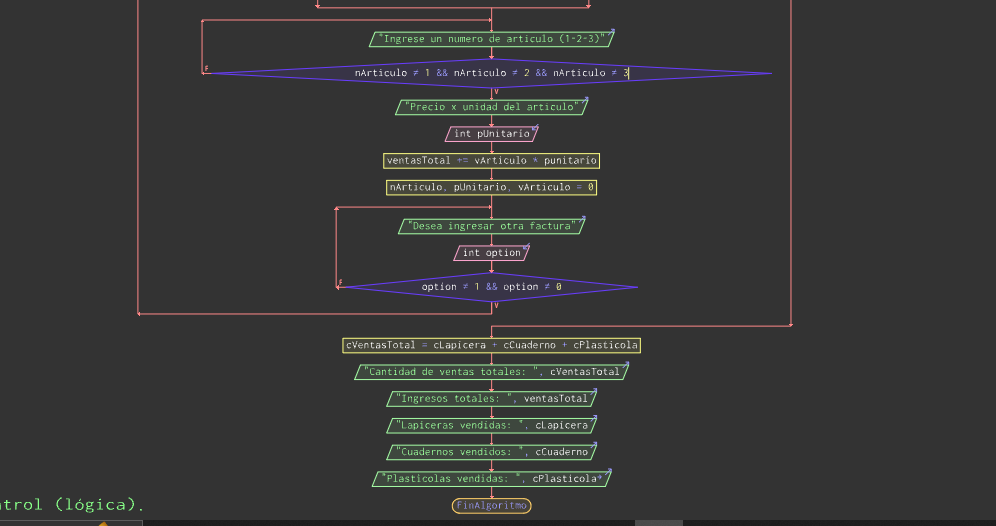 "Ingrese un numero de articulo (1-2-3)"
F
nArticulo ≠ 1 && nArticulo ≠ 2 && nArticulo ≠ 3
V
"Precio x unidad del articulo"
int pUnitario
ventasTotal += vArticulo * punitario
nArticulo, pUnitario, vArticulo = 0
"Desea ingresar otra factura"
int option
F
option ≠ 1 && option ≠ 0
V
cVentasTotal = cLapicera + cCuaderno + cPlasticola
"Cantidad de ventas totales: ", cVentasTotal
"Ingresos totales: ", ventasTotal
"Lapiceras vendidas: ", cLapicera
"Cuadernos vendidos: ", cCuaderno
"Plasticolas vendidas: ", cPlasticola+
ntrol (lógica).
FinAlgoritmo